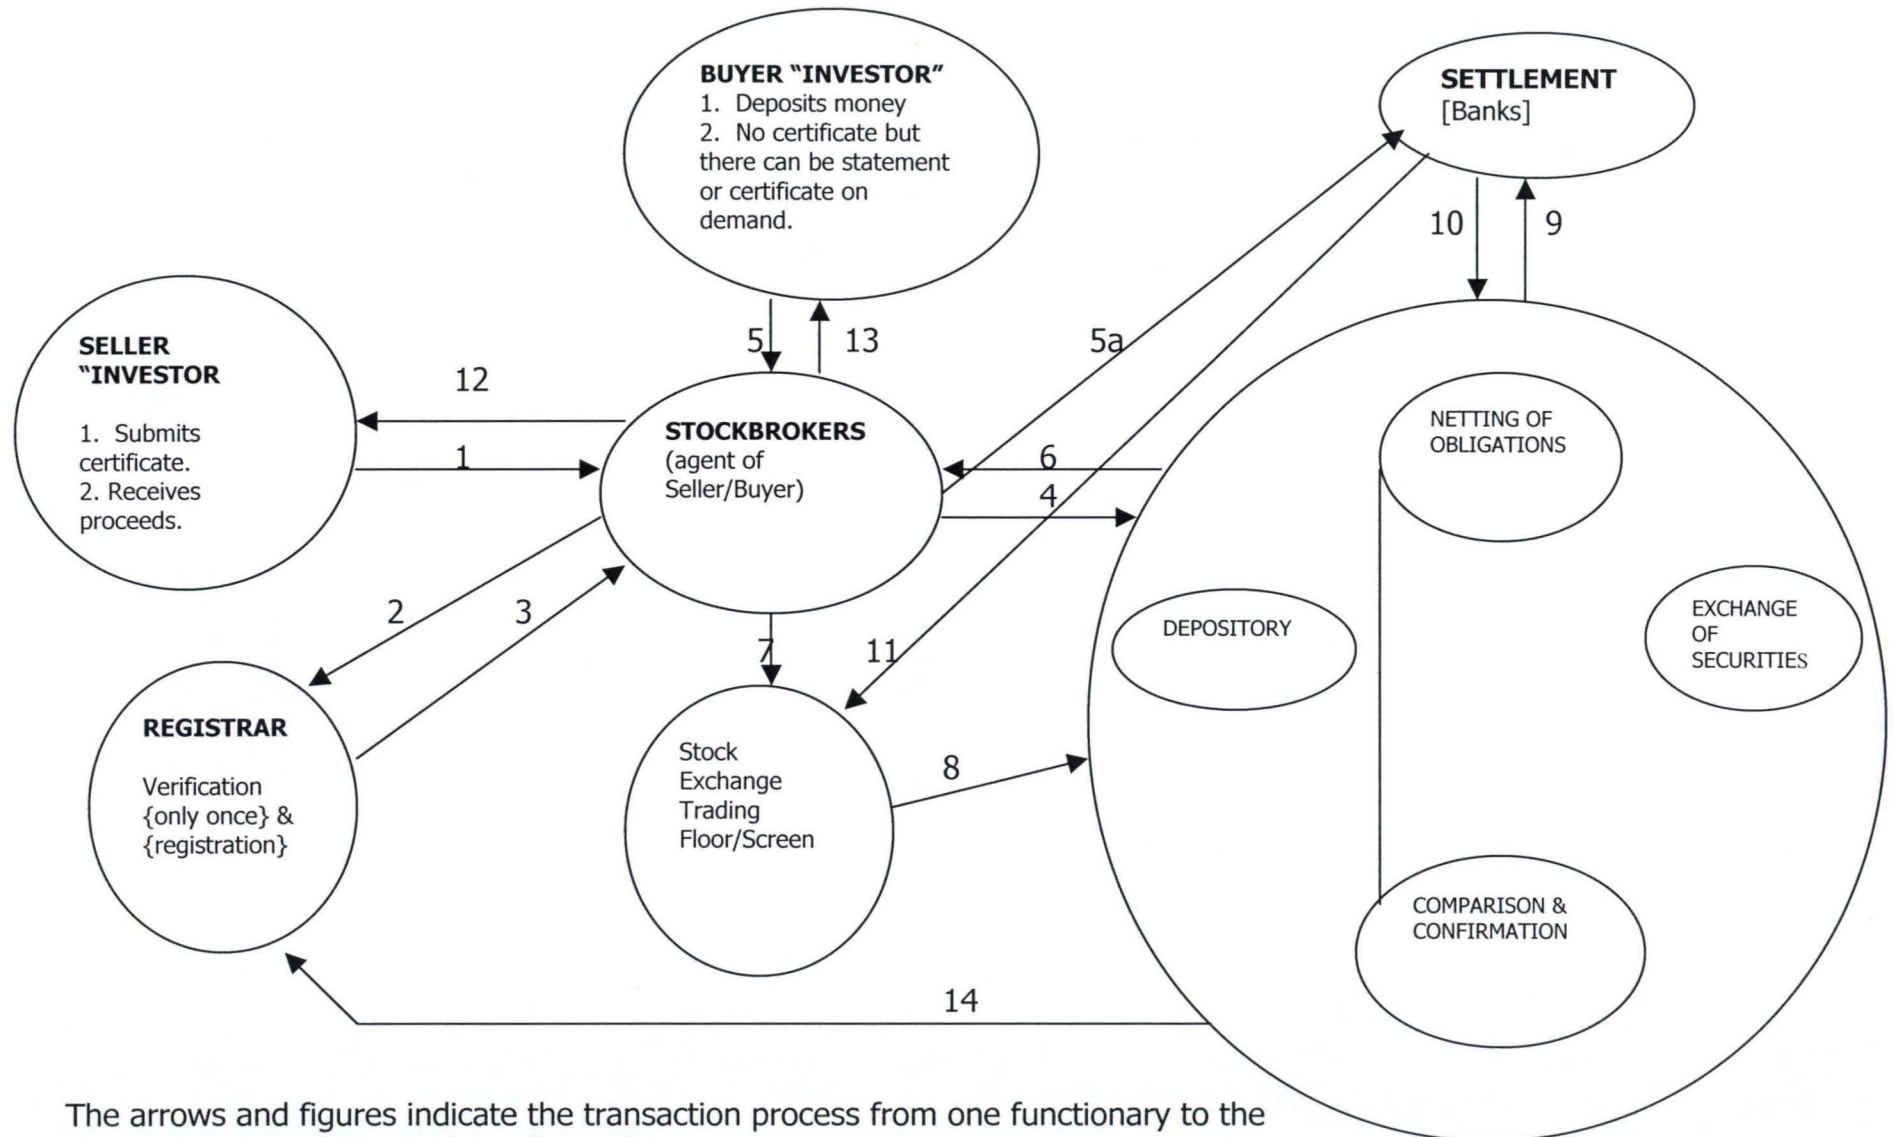 BUYER “INVESTOR”
1. Deposits money
2. No certificate but
there can be statement
or certificate on
demand.
SETTLEMENT
[Banks]
10
9
5
13
5a
SELLER
“INVESTOR
1. Submits
certificate.
2. Receives
proceeds.
12
1
STOCKBROKERS
(agent of
Seller/Buyer)
6
4
NETTING OF
OBLIGATIONS
DEPOSITORY
EXCHANGE
OF
SECURITIES
2
3
7
11
REGISTRAR
Verification
{only once} &
{registration}
Stock
Exchange
Trading
Floor/Screen
8
COMPARISON &
CONFIRMATION
14
The arrows and figures indicate the transaction process from one functionary to the